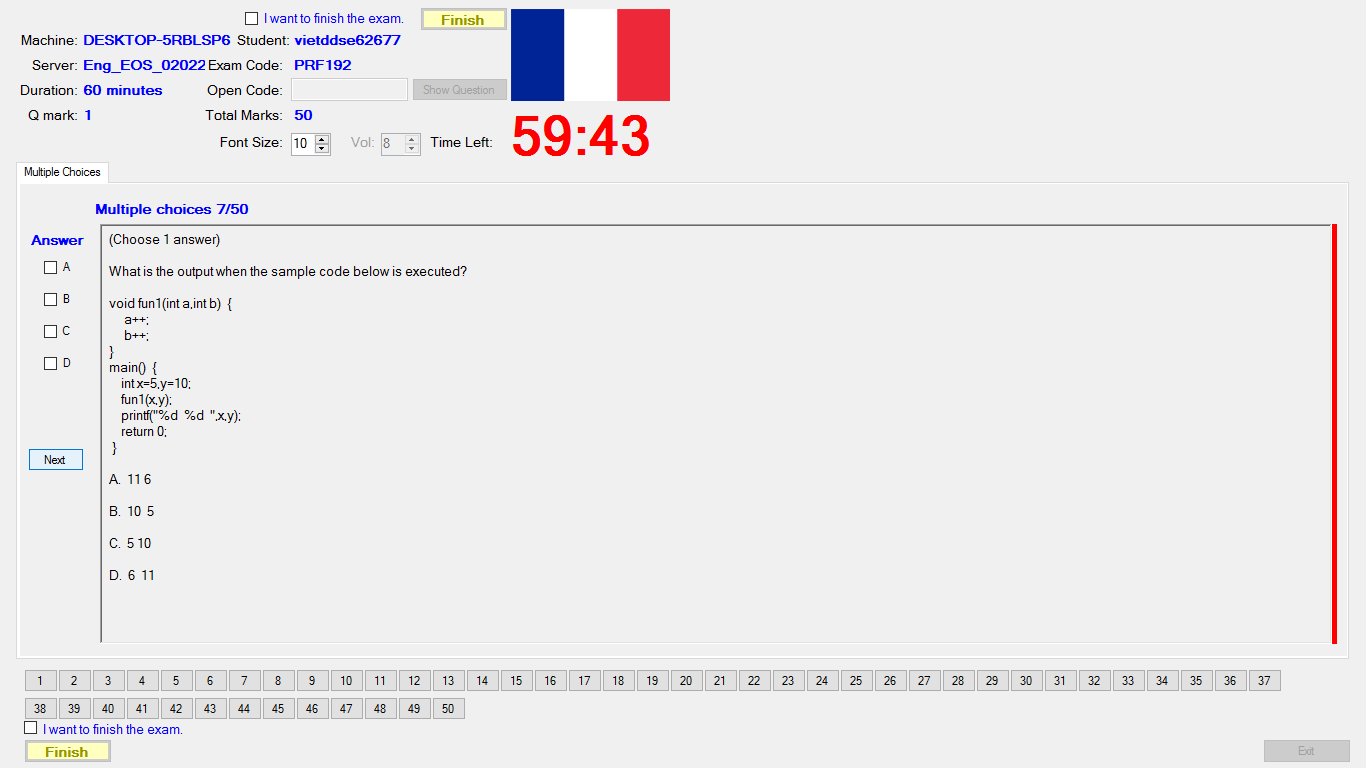 I want to finish the exam. Finish
Machine: DESKTOP-5RBLSP6 Student: vietddse62677
Server: Eng_EOS_02022 Exam Code: PRF192
Duration: 60 minutes Open Code: Show Question
Q mark: 1 Total Marks: 50
Font Size: 10 Vol: 8 Time Left: 59:43
Multiple Choices
Multiple choices 7/50
Answer
A
B
C
D
Next
(Choose 1 answer)
What is the output when the sample code below is executed?
void fun1(int a,int b) {
a++;
b++;
}
main() {
int x=5,y=10;
fun1(x,y);
printf("%d %d ",x,y);
return 0;
}
A. 11 6
B. 10 5
C. 5 10
D. 6 11
1 2 3 4 5 6 7 8 9 10 11 12 13 14 15 16 17 18 19 20 21 22 23 24 25 26 27 28 29 30 31 32 33 34 35 36 37
38 39 40 41 42 43 44 45 46 47 48 49 50
I want to finish the exam.
Finish Exit